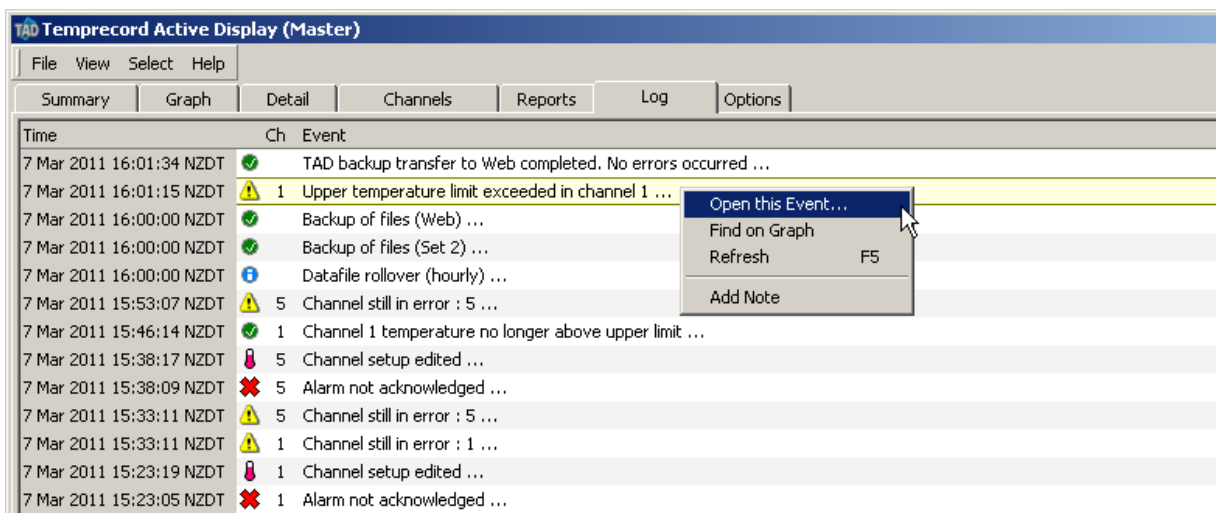 TAD Temprecord Active Display (Master)
File View Select Help
Summary Graph Detail Channels Reports Log Options
Time Ch Event
7 Mar 2011 16:01:34 NZDT TAD backup transfer to Web completed. No errors occurred ...
7 Mar 2011 16:01:15 NZDT 1 Upper temperature limit exceeded in channel 1 ...
Open this Event...
7 Mar 2011 16:00:00 NZDT Backup of files (Web) ...
Find on Graph
7 Mar 2011 16:00:00 NZDT Backup of files (Set 2) ...
Refresh F5
7 Mar 2011 16:00:00 NZDT Datafile rollover (hourly) ...
Add Note
7 Mar 2011 15:53:07 NZDT 5 Channel still in error : 5 ...
7 Mar 2011 15:46:14 NZDT 1 Channel 1 temperature no longer above upper limit ...
7 Mar 2011 15:38:17 NZDT 5 Channel setup edited ...
7 Mar 2011 15:38:09 NZDT 5 Alarm not acknowledged ...
7 Mar 2011 15:33:11 NZDT 5 Channel still in error : 5 ...
7 Mar 2011 15:33:11 NZDT 1 Channel still in error : 1 ...
7 Mar 2011 15:23:19 NZDT 1 Channel setup edited ...
7 Mar 2011 15:23:05 NZDT 1 Alarm not acknowledged ...